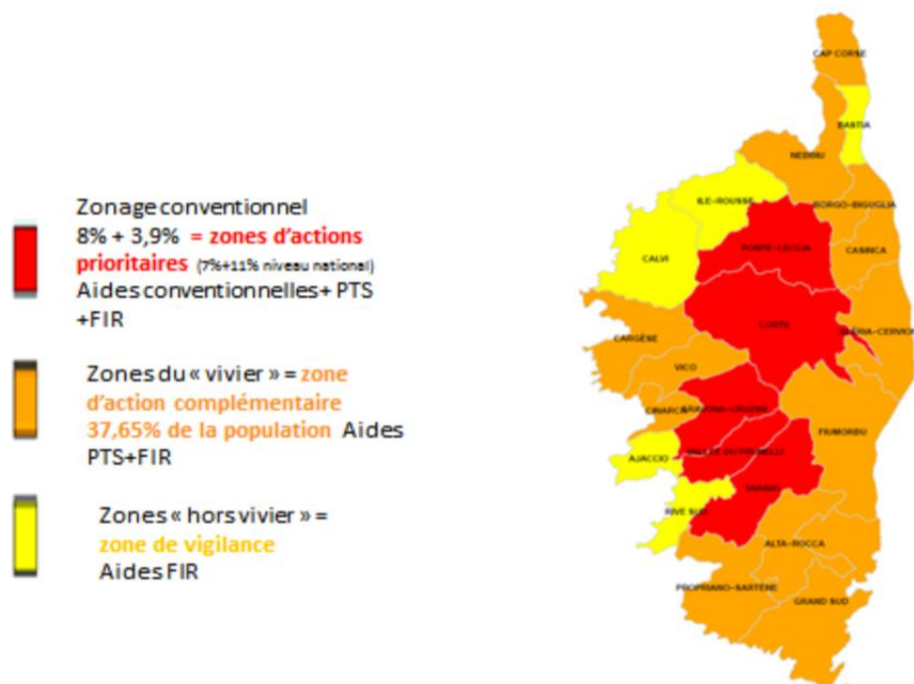 Zonage conventionnel
8% + 3,9% = zones d'actions
prioritaires (7%+11% niveau national)
Aides conventionnelles+ PTS
+FIR
Zones du « vivier » = zone
d'action complémentaire
37,65% de la population Aides
PTS+FIR
Zones « hors vivier » =
zone de vigilance
Aides FIR
CAP CORSE
BASTIA
NEBBIU
ILE-ROUSSE
BORGO-BIGUGLIA
PONTE-LECCIA
CASINCA
CALVI
CORTE
CARGÈSE
VICO
CINARCA
FIUMORBU
AJACCIO
TARAVO
RIVE SUD
ALTA-ROCCA
PROPRIANO-SARTÈNE
GRAND SUD